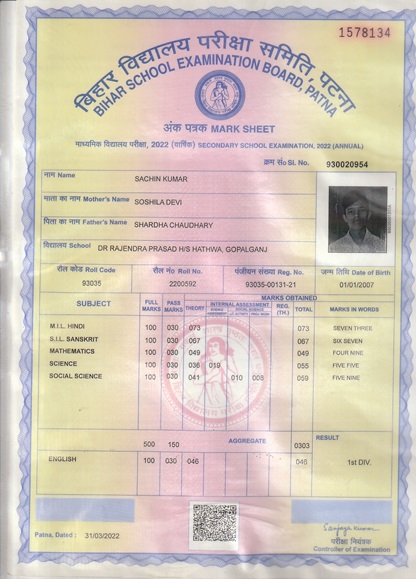 1578134
बिहार विद्यालय परीक्षा समिति, पटना
BIHAR SCHOOL EXAMINATION BOARD, PATNA
अंक पत्रक MARK SHEET
माध्यमिक विद्यालय परीक्षा, 2022 (वार्षिक) SECONDARY SCHOOL EXAMINATION, 2022 (ANNUAL)
क्रम सं० Sl. No. 930020954
नाम Name SACHIN KUMAR
माता का नाम Mother's Name SOSHILA DEVI
पिता का नाम Father's Name SHARDHA CHAUDHARY
विद्यालय School DR RAJENDRA PRASAD H/S HATHWA, GOPALGANJ
रोल कोड Roll Code रोल नं० Roll No. पंजीयन संख्या Reg. No. जन्म तिथि Date of Birth
93035 2200592 93035-00131-21 01/01/2007
SUBJECT FULL MARKS PASS MARKS MARKS OBTAINED
THEORY INTERNAL ASSESSMENT REG. (TH.) TOTAL MARKS IN WORDS
M.I.L. HINDI 100 030 073 073 SEVEN THREE
S.I.L. SANSKRIT 100 030 067 067 SIX SEVEN
MATHEMATICS 100 030 049 049 FOUR NINE
SCIENCE 100 030 036 019 055 FIVE FIVE
SOCIAL SCIENCE 100 030 041 010 008 059 FIVE NINE
500 150 AGGREGATE 0303 RESULT
ENGLISH 100 030 046 046 1st DIV.
Patna, Dated : 31/03/2022
Sanjay Kumar
परीक्षा नियंत्रक
Controller of Examination